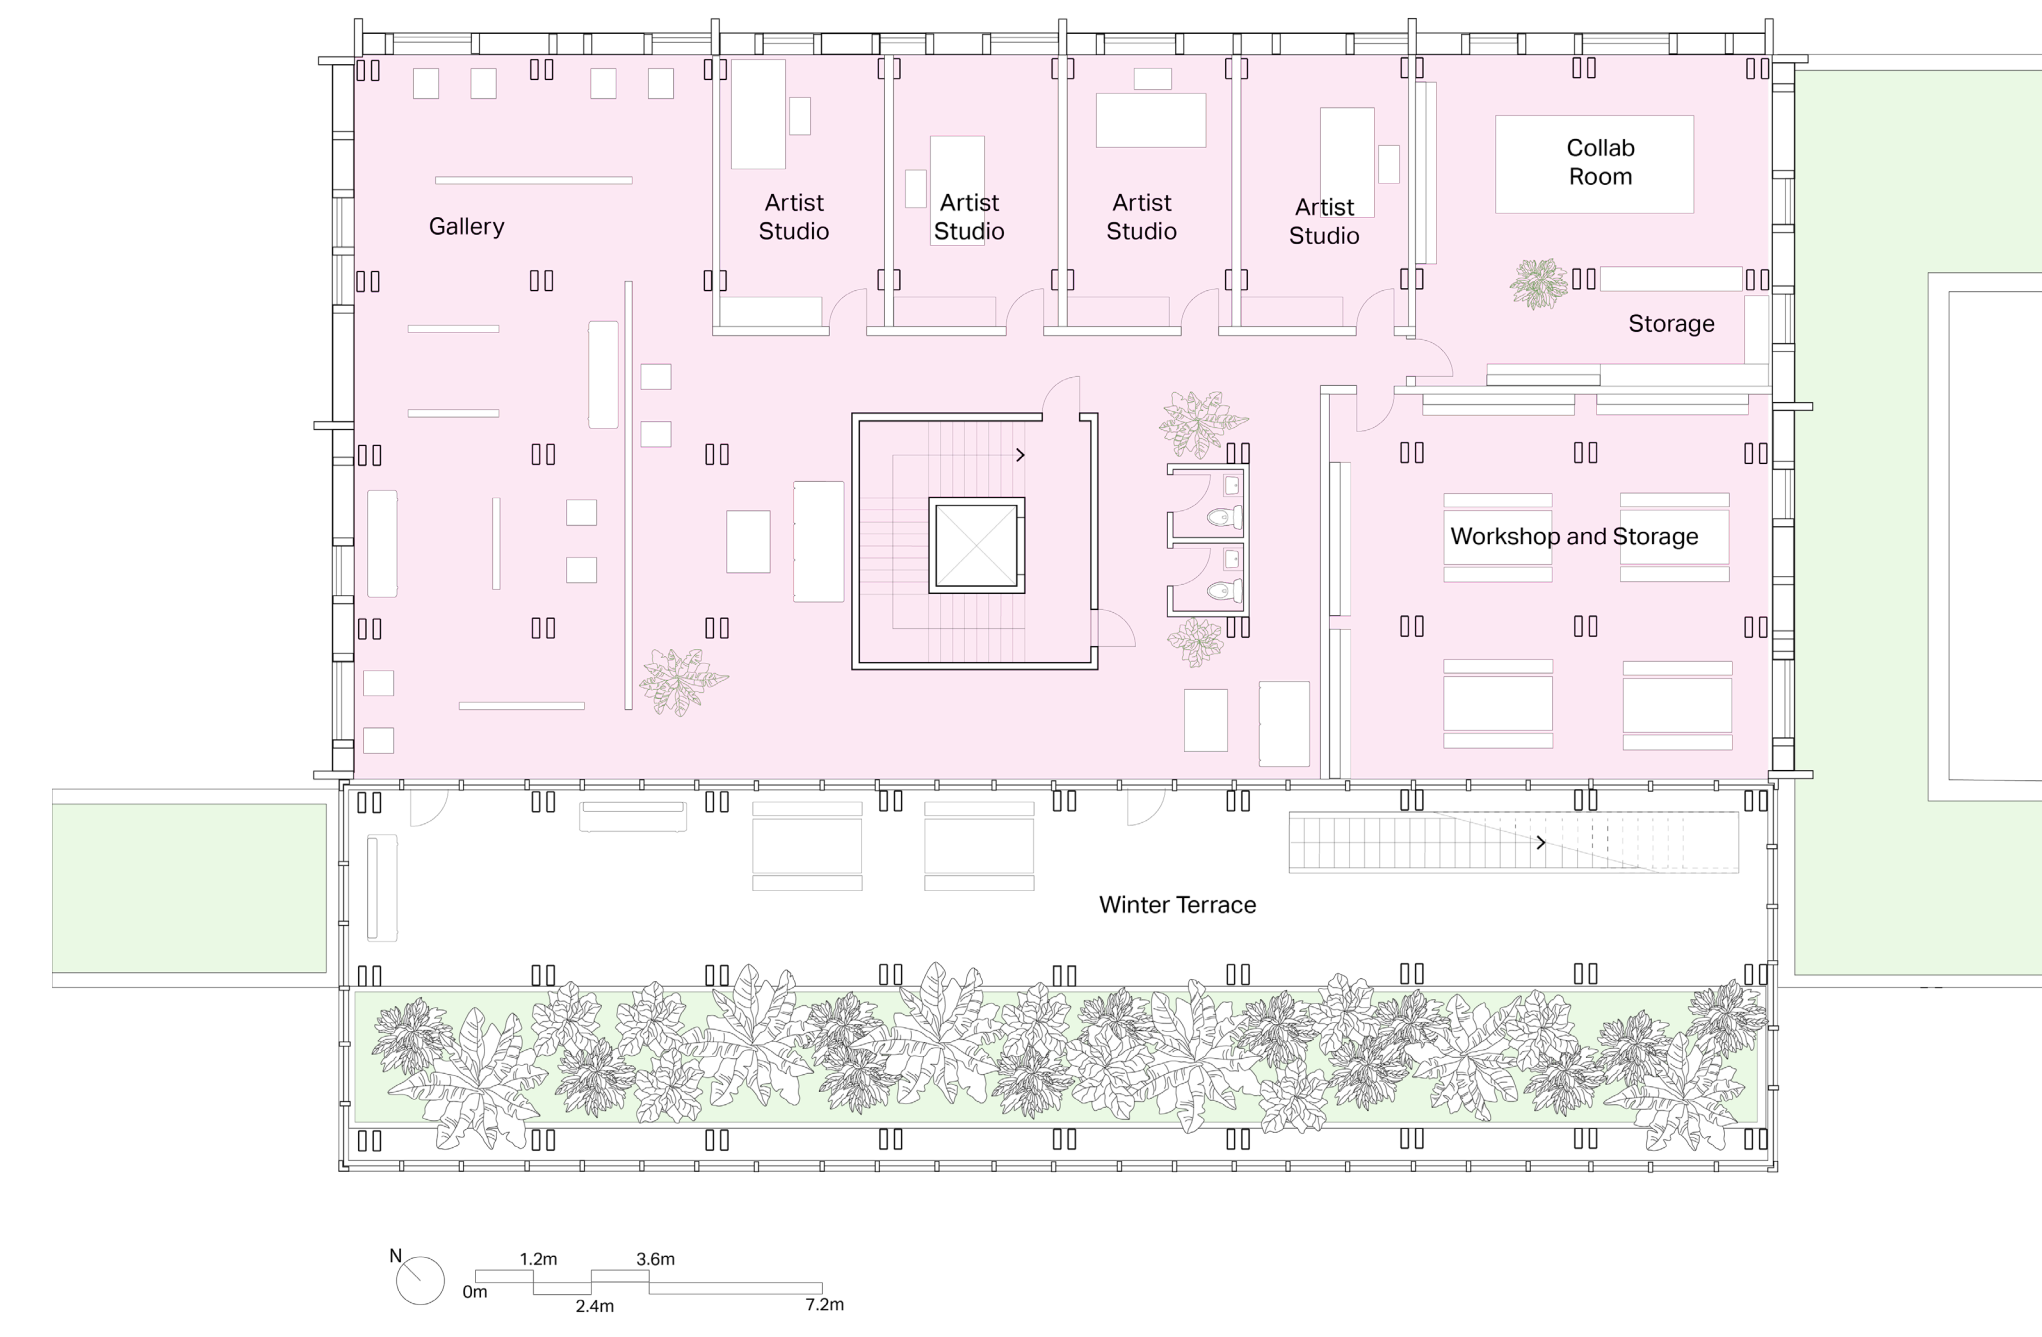 Collab
Room
Artist
Studio
Artist
Studio
Artist
Studio
Artist
Studio
Gallery
Storage
Workshop and Storage
Winter Terrace
N
1.2m
3.6m
0m
2.4m
7.2m